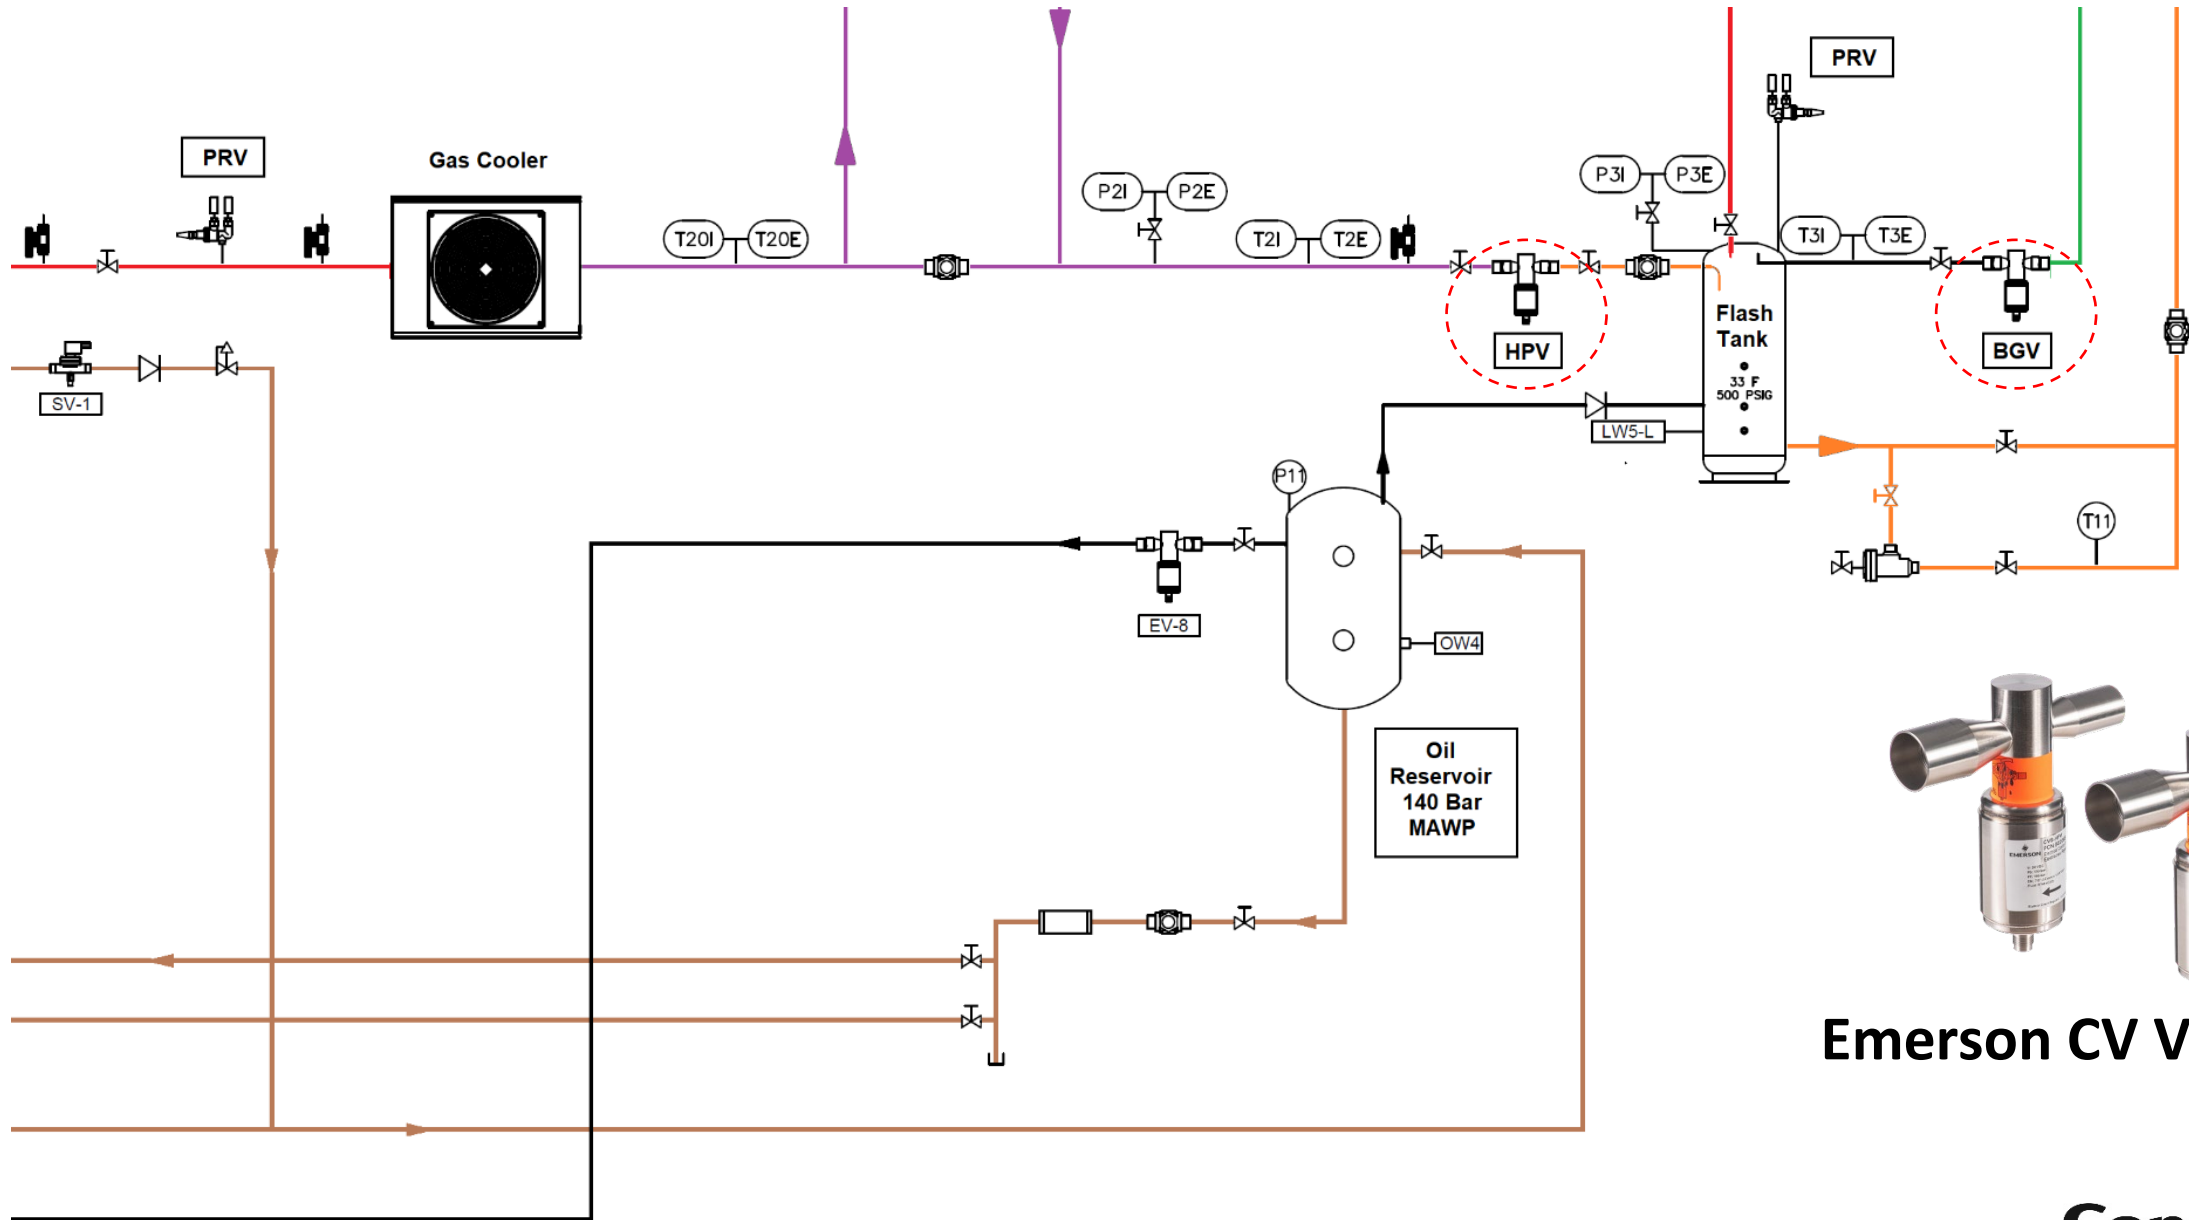 PRV
PRV
Gas Cooler
P2I
P2E
P3I
P3E
T20I
T20E
T2I
T2E
T3I
T3E
Flash
Tank
HPV
BGV
33 F
500 PSIG
SV-1
LW5-L
P11
T11
EV-8
OW4
Oil
Reservoir
140 Bar
MAWP
EMERSON
Emerson CV V